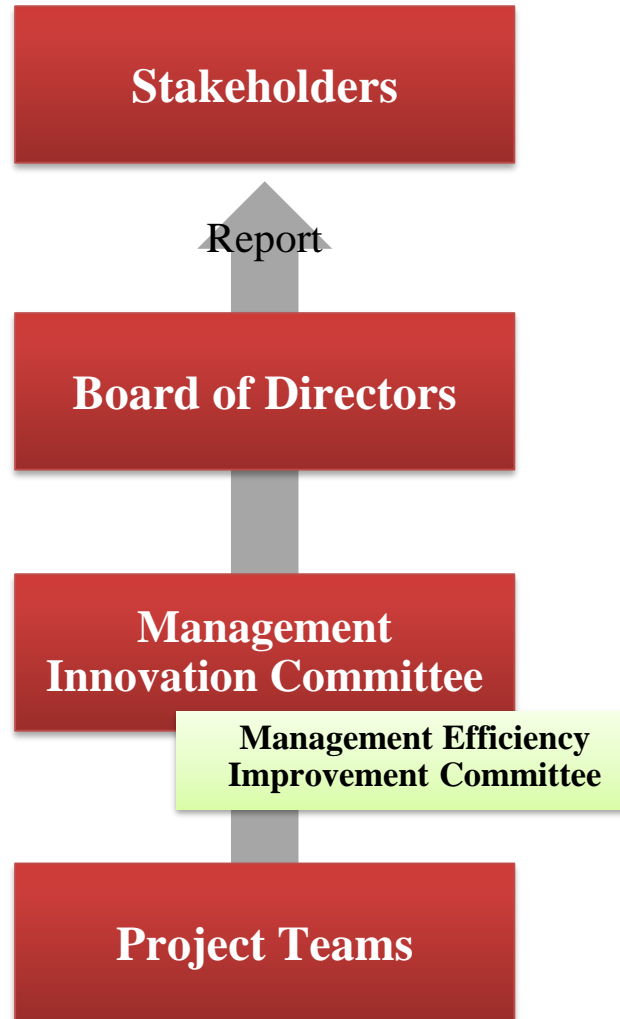 Stakeholders
Report
Board of Directors
Management
Innovation Committee
Management Efficiency
Improvement Committee
Project Teams